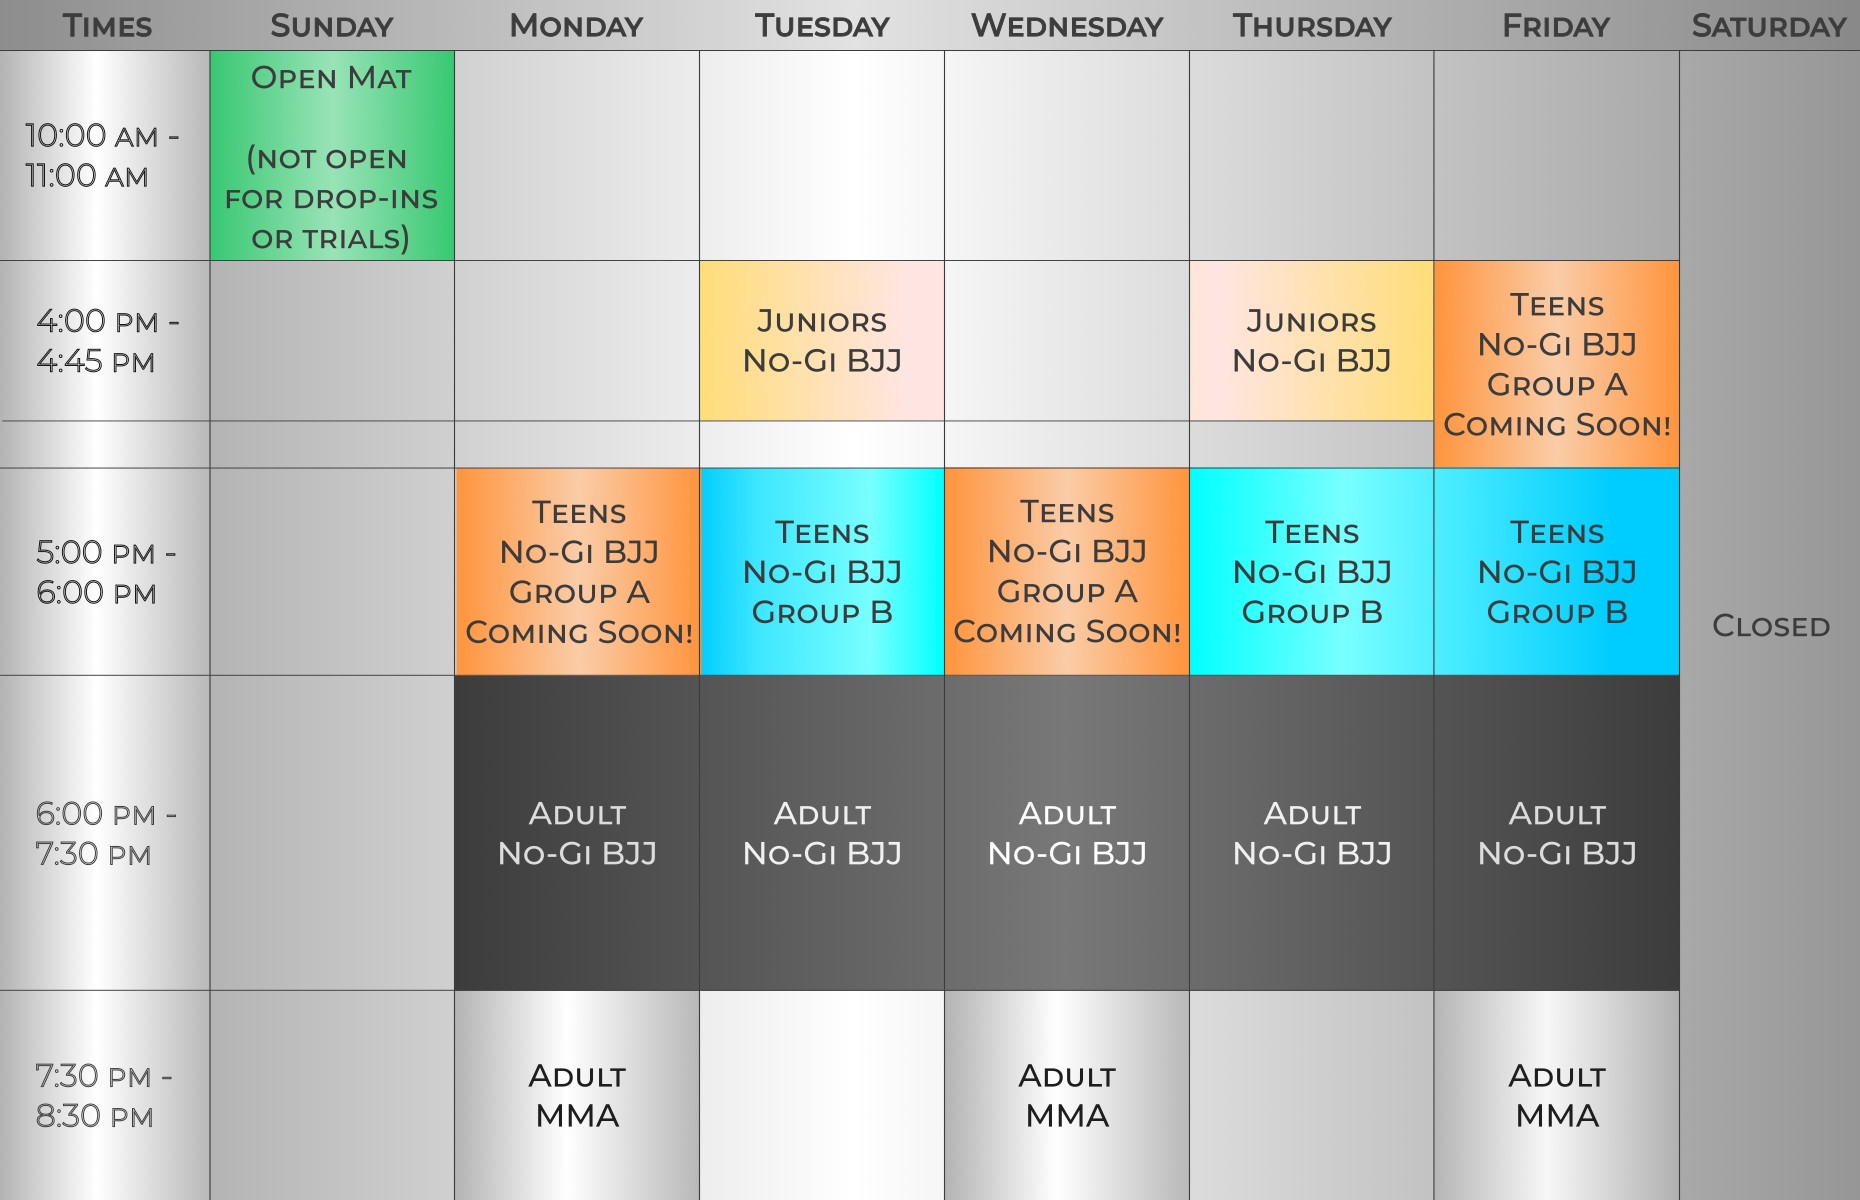 Times Sunday Monday Tuesday Wednesday Thursday Friday Saturday
10:00 am -
11:00 am
Open Mat
(not open
for drop-ins
or trials)
4:00 pm -
4:45 pm
Juniors
No-Gi BJJ
Juniors
No-Gi BJJ
Teens
No-Gi BJJ
Group A
Coming Soon!
5:00 pm -
6:00 pm
Teens
No-Gi BJJ
Group A
Coming Soon!
Teens
No-Gi BJJ
Group B
Teens
No-Gi BJJ
Group A
Coming Soon!
Teens
No-Gi BJJ
Group B
Teens
No-Gi BJJ
Group B
Closed
6:00 pm -
7:30 pm
Adult
No-Gi BJJ
Adult
No-Gi BJJ
Adult
No-Gi BJJ
Adult
No-Gi BJJ
Adult
No-Gi BJJ
7:30 pm -
8:30 pm
Adult
MMA
Adult
MMA
Adult
MMA